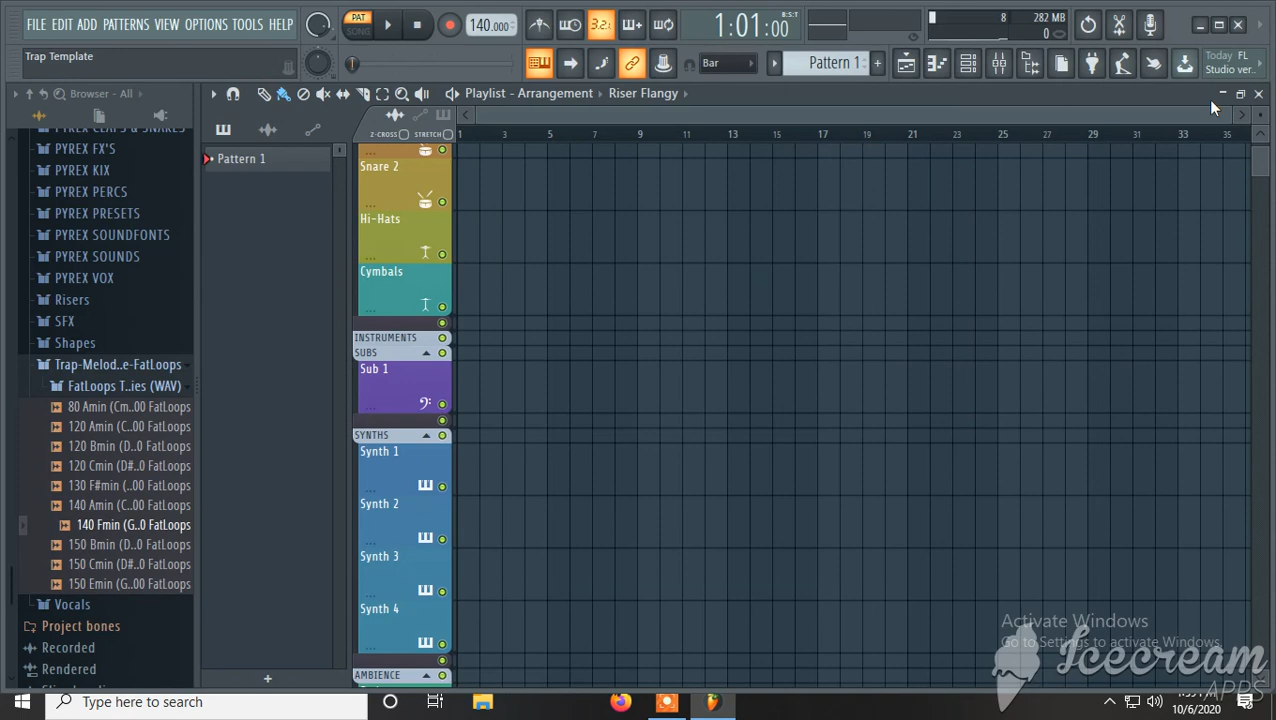 FILE EDIT ADD PATTERNS VIEW OPTIONS TOOLS HELP
PAT
SONG
140.000
3.2.1
1:01:00
B:S:T
8
282 MB
0
Trap Template
Bar
Pattern 1
+
Today FL
Studio ver..
Browser - All
Playlist - Arrangement › Riser Flangy ›
Z-CROSS
STRETCH
1 3 5 7 9 11 13 15 17 19 21 23 25 27 29 31 33 35
PYREX CLAPS & SNARES
PYREX FX'S
PYREX KIX
PYREX PERCS
PYREX PRESETS
PYREX SOUNDFONTS
PYREX SOUNDS
PYREX VOX
Risers
SFX
Shapes
Trap-Melod...e-FatLoops
FatLoops T..ies (WAV)
80 Amin (Cm..00 FatLoops
120 Amin (C..00 FatLoops
120 Bmin (D..0 FatLoops
120 Cmin (D#..0 FatLoops
130 F#min (..00 FatLoops
140 Amin (C..00 FatLoops
140 Fmin (G..0 FatLoops
150 Bmin (D..0 FatLoops
150 Cmin (D#..0 FatLoops
150 Emin (G..00 FatLoops
Vocals
Project bones
Recorded
Rendered
Pattern 1
+
...
Snare 2
...
Hi-Hats
...
Cymbals
...
INSTRUMENTS
SUBS
Sub 1
...
SYNTHS
Synth 1
...
Synth 2
...
Synth 3
...
Synth 4
...
AMBIENCE
Activate Windows
Go to Settings to activate Windows.
Icecream
APPS
Type here to search
10/6/2020